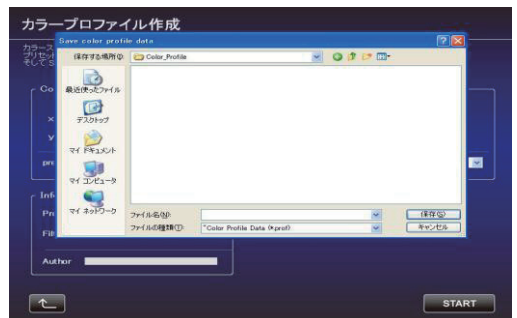 カラープロファイル作成
Save color profile data
カラース
プリセット
そして S
保存する場所(I):
Color_Profile
Co
最近使ったファイル
x
デスクトップ
y
マイ ドキュメント
pre
マイ コンピュータ
Inf
Pr
マイ ネットワーク
ファイル名(N):
保存(S)
Fil
ファイルの種類(T):
"Color Profile Data (*.prof)
キャンセル
Author
START